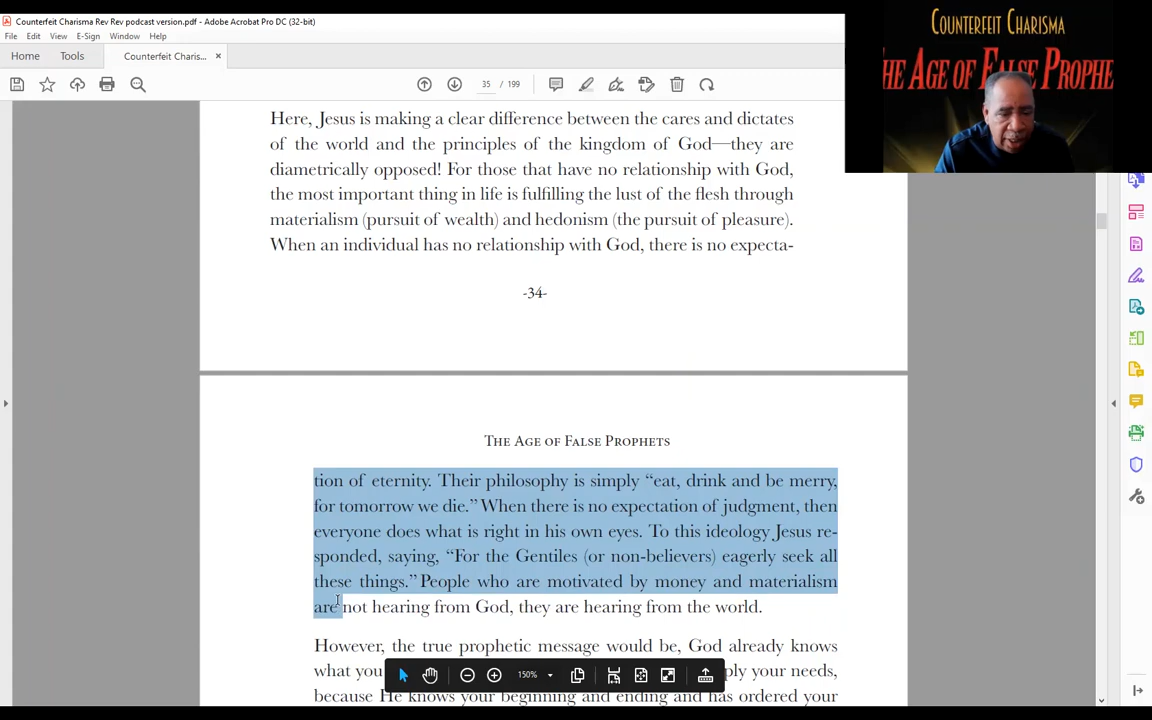 Counterfeit Charisma Rev Rev podcast version.pdf - Adobe Acrobat Pro DC (32-bit)
File Edit View E-Sign Window Help
Home Tools Counterfeit Charis... ×
35 / 199
COUNTERFEIT CHARISMA
HE AGE OF FALSE PROPHE
Here, Jesus is making a clear difference between the cares and dictates
of the world and the principles of the kingdom of God—they are
diametrically opposed! For those that have no relationship with God,
the most important thing in life is fulfilling the lust of the flesh through
materialism (pursuit of wealth) and hedonism (the pursuit of pleasure).
When an individual has no relationship with God, there is no expecta-
-34-
THE AGE OF FALSE PROPHETS
tion of eternity. Their philosophy is simply “eat, drink and be merry,
for tomorrow we die.” When there is no expectation of judgment, then
everyone does what is right in his own eyes. To this ideology Jesus re-
sponded, saying, “For the Gentiles (or non-believers) eagerly seek all
these things.” People who are motivated by money and materialism
are not hearing from God, they are hearing from the world.
However, the true prophetic message would be, God already knows
what you ply your needs,
because He knows your beginning and ending and has ordered your
150%